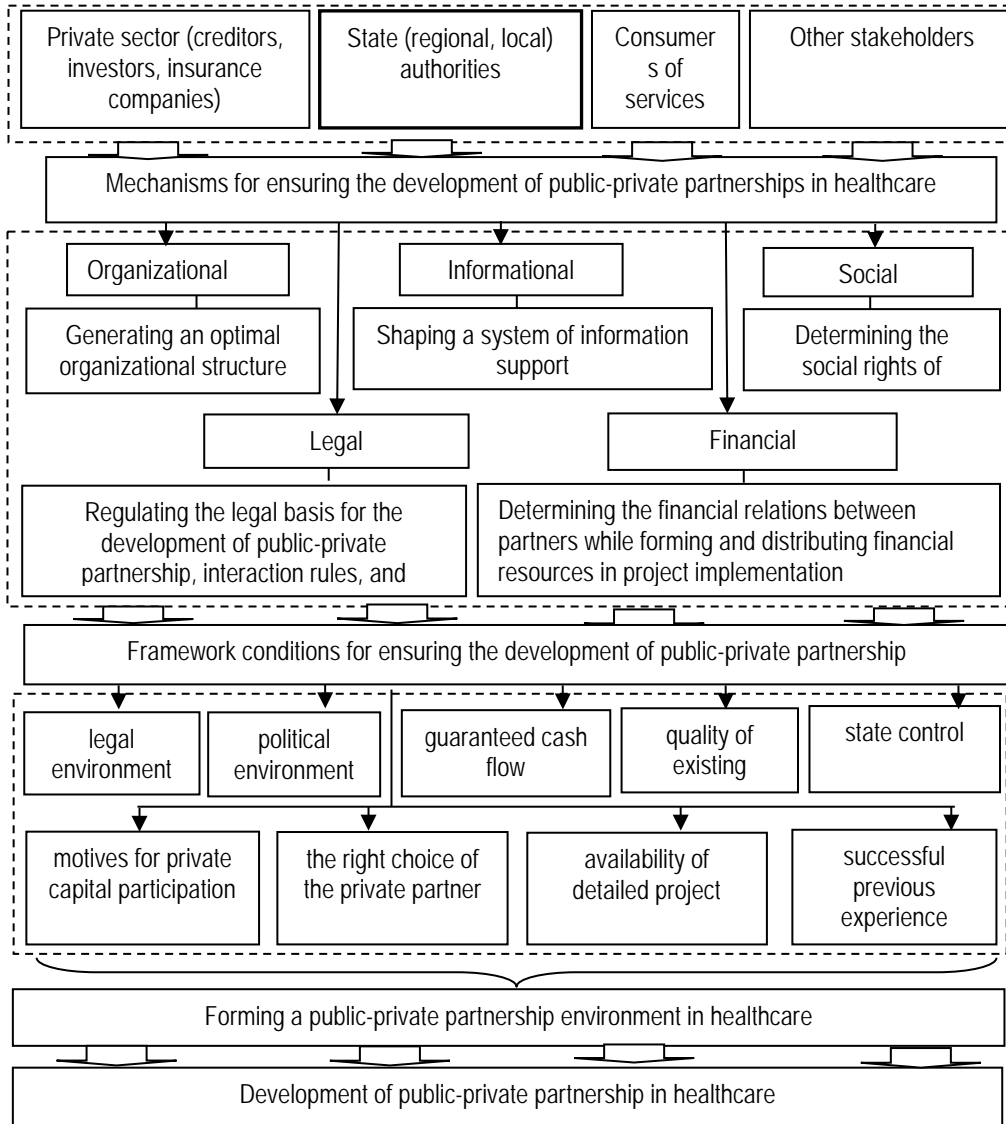 Private sector (creditors,
investors, insurance
companies)
State (regional, local)
authorities
Consumer
s of
services
Other stakeholders
Mechanisms for ensuring the development of public-private partnerships in healthcare
Organizational
Informational
Social
Generating an optimal
organizational structure
Shaping a system of information
support
Determining the
social rights of
Legal
Financial
Regulating the legal basis for the
development of public-private
partnership, interaction rules, and
Determining the financial relations between
partners while forming and distributing financial
resources in project implementation
Framework conditions for ensuring the development of public-private partnership
legal
environment
political
environment
guaranteed cash
flow
quality of
existing
state control
motives for private
capital participation
the right choice of
the private partner
availability of
detailed project
successful
previous
experience
Forming a public-private partnership environment in healthcare
Development of public-private partnership in healthcare